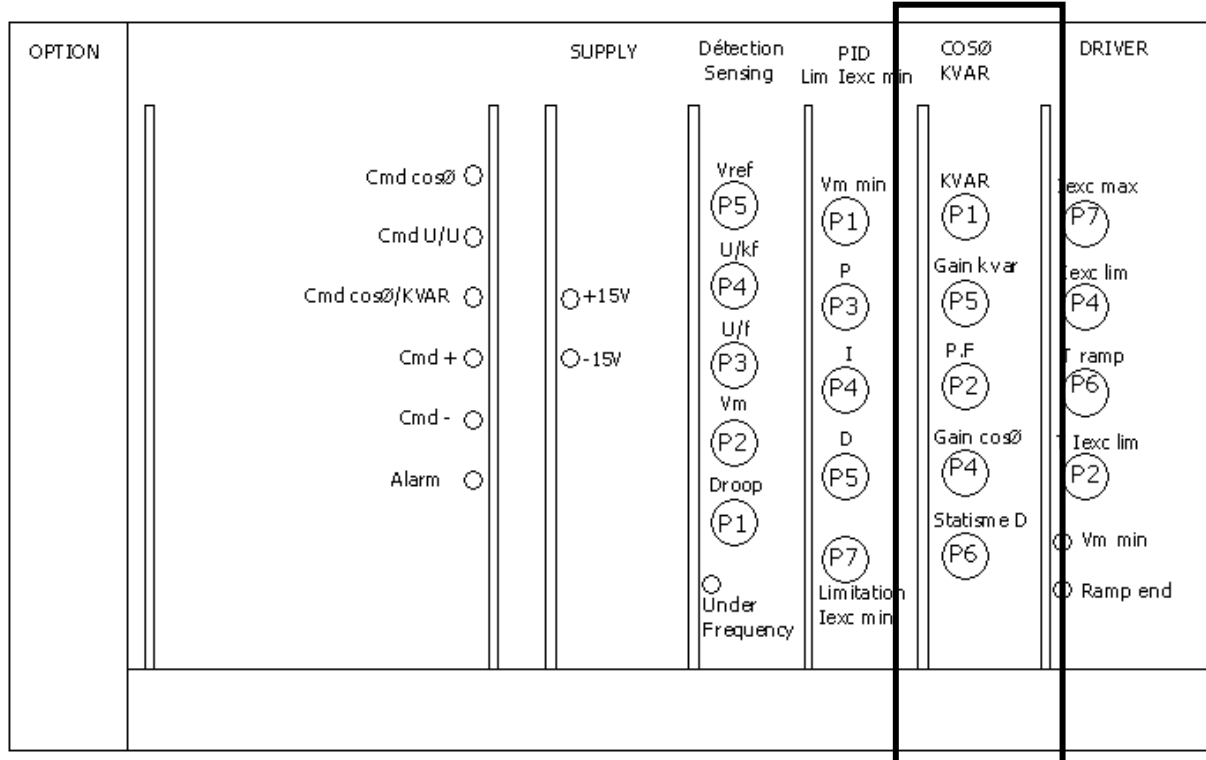 OPTION
SUPPLY
Détection
Sensing
PID
Lim Iexc min
COSØ
KVAR
DRIVER
Cmd cosØ
Cmd U/U
Cmd cosØ/KVAR
Cmd +
Cmd -
Alarm
+15V
-15V
Vref
P5
U/kf
P4
U/f
P3
Vm
P2
Droop
P1
Under
Frequency
Vm min
P1
P
P3
I
P4
D
P5
P7
Limitation
Iexc min
KVAR
P1
Gain kvar
P5
P.F
P2
Gain cosØ
P4
Statisme D
P6
Iexc max
P7
Iexc lim
P4
T ramp
P6
T Iexc lim
P2
Vm min
Ramp end